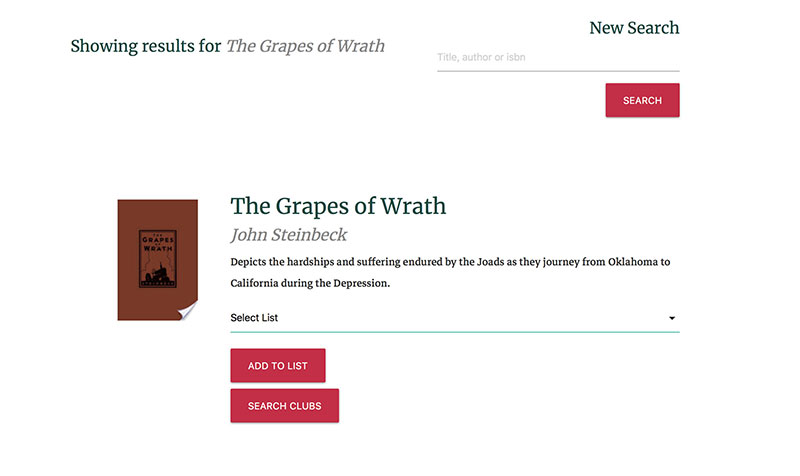 New Search
Showing results for The Grapes of Wrath
Title, author or isbn
SEARCH
THE
GRAPES
OF
WRATH
STEINBECK
The Grapes of Wrath
John Steinbeck
Depicts the hardships and suffering endured by the Joads as they journey from Oklahoma to
California during the Depression.
Select List
ADD TO LIST
SEARCH CLUBS